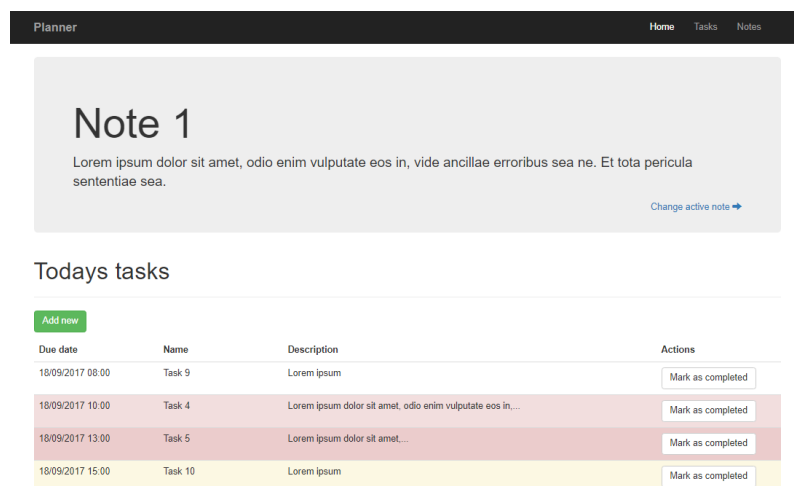 Planner Home Tasks Notes
Note 1
Lorem ipsum dolor sit amet, odio enim vulputate eos in, vide ancillae erroribus sea ne. Et tota pericula
sententiae sea.
Change active note
Todays tasks
Add new
Due date Name Description Actions
18/09/2017 08:00 Task 9 Lorem ipsum Mark as completed
18/09/2017 10:00 Task 4 Lorem ipsum dolor sit amet, odio enim vulputate eos in,... Mark as completed
18/09/2017 13:00 Task 5 Lorem ipsum dolor sit amet,... Mark as completed
18/09/2017 15:00 Task 10 Lorem ipsum Mark as completed